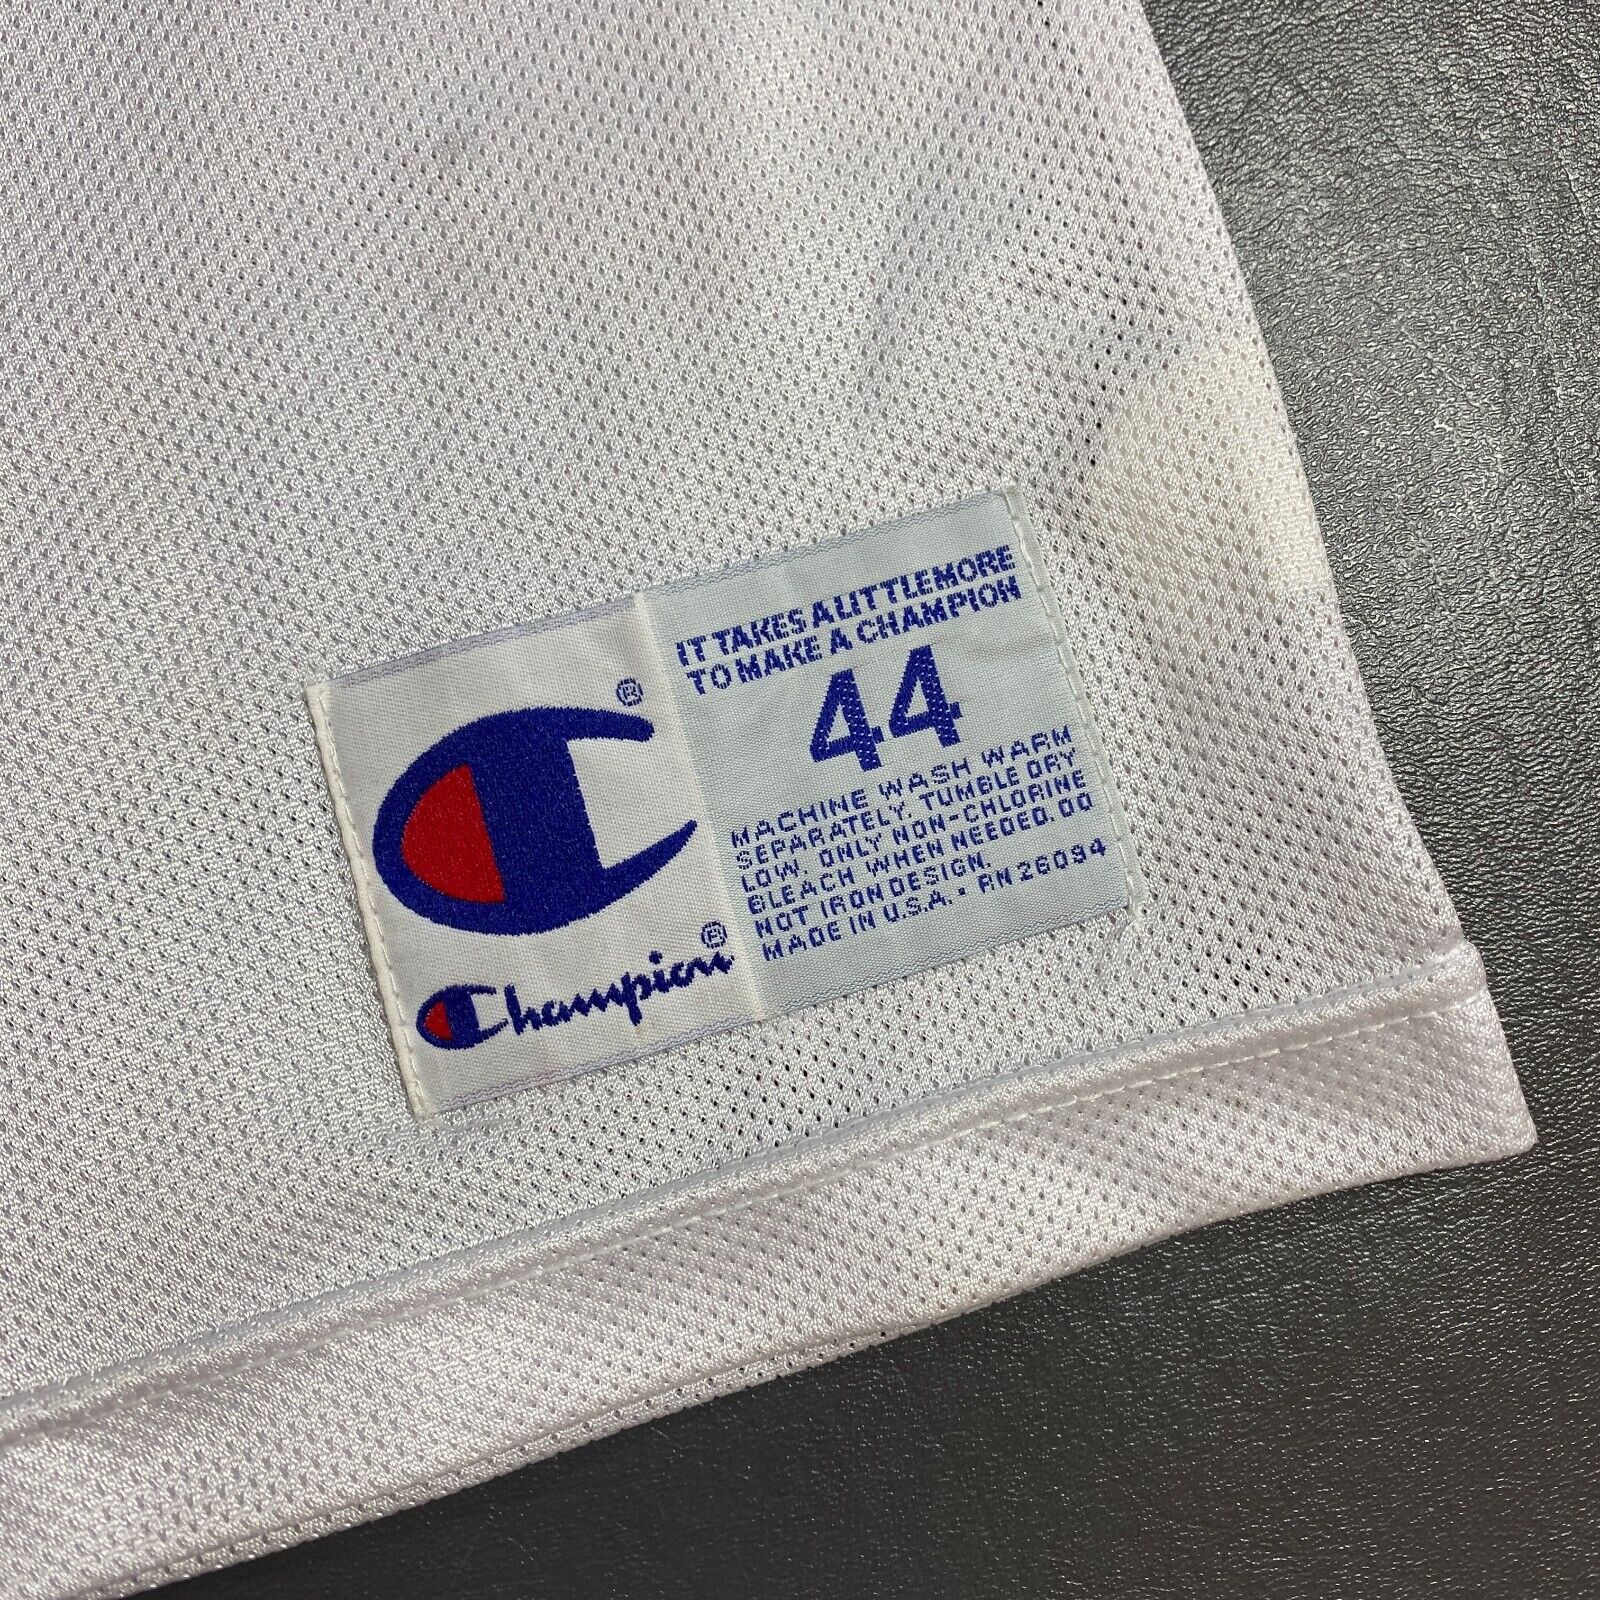 IT TAKES A LITTLE MORE
TO MAKE A CHAMPION
44
MACHINE WASH WARM
SEPARATELY, TUMBLE DRY
LOW. ONLY NON-CHLORINE
BLEACH WHEN NEEDED. DO
NOT IRON DESIGN.
MADE IN U.S.A. • RN 26094
®
Champion®